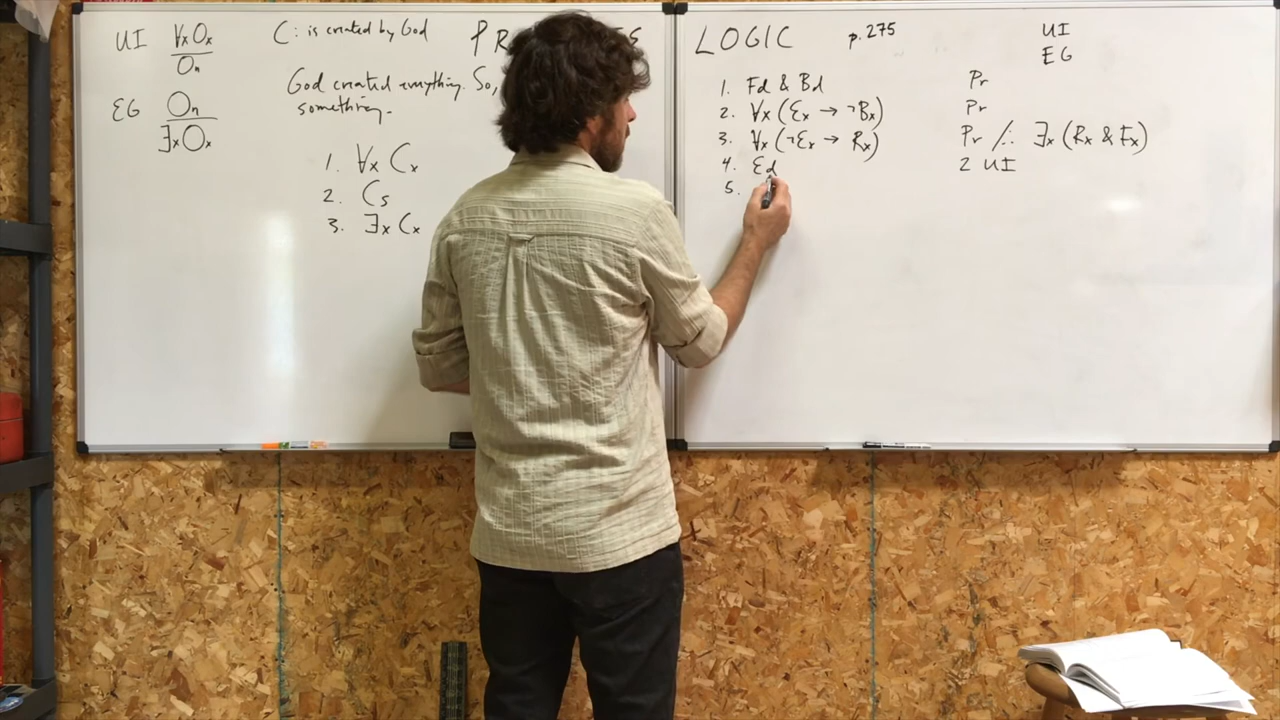 UI ∀x Ox
On
EG On
∃x Ox
C: is created by God
God created everything. So,
something.
1. ∀x Cx
2. Cs
3. ∃x Cx
LOGIC p.275
UI
EG
1. Fd & Bd Pr
2. ∀x (Ex → ¬Bx) Pr
3. ∀x (¬Ex → Rx) Pr /∴ ∃x (Rx & Fx)
4. Ed 2 UI
5.